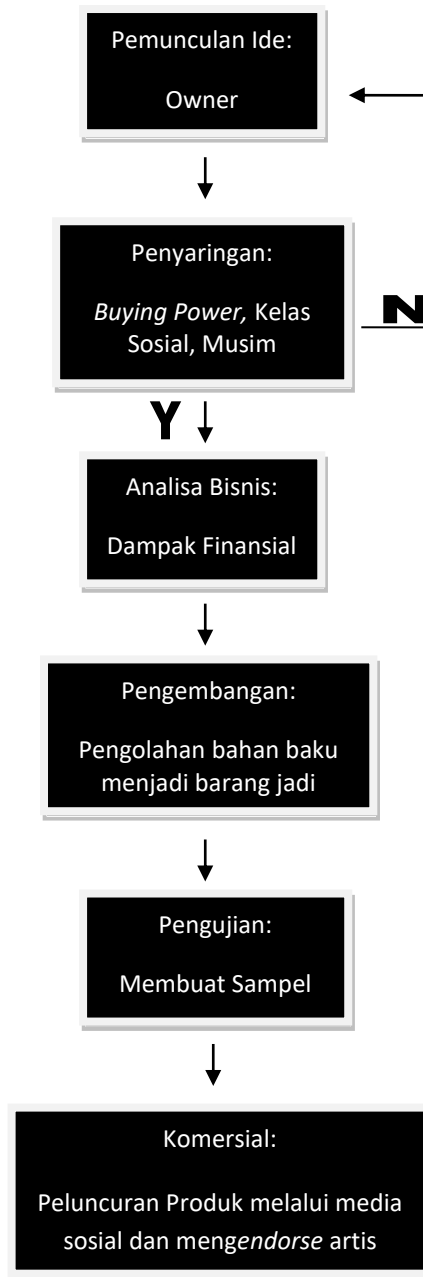 Pemunculan Ide:
Owner
Penyaringan:
Buying Power, Kelas
Sosial, Musim
N
Y
Analisa Bisnis:
Dampak Finansial
Pengembangan:
Pengolahan bahan baku
menjadi barang jadi
Pengujian:
Membuat Sampel
Komersial:
Peluncuran Produk melalui media
sosial dan mengendorse artis